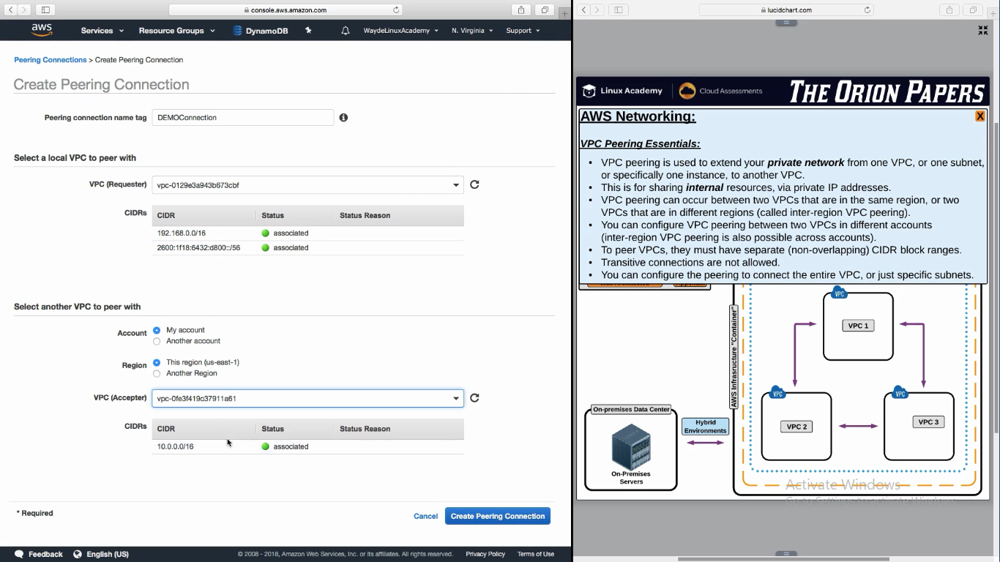 console.aws.amazon.com
aws Services Resource Groups DynamoDB WaydeLinuxAcademy N. Virginia Support
Peering Connections > Create Peering Connection
Create Peering Connection
Peering connection name tag DEMOConnection
Select a local VPC to peer with
VPC (Requester) vpc-0129e3a943b673cbf
CIDRs CIDR Status Status Reason
192.168.0.0/16 associated
2600:1f18:6432:d800::/56 associated
Select another VPC to peer with
Account My account
Another account
Region This region (us-east-1)
Another Region
VPC (Accepter) vpc-0fe3f419c37911a61
CIDRs CIDR Status Status Reason
10.0.0.0/16 associated
* Required
Cancel Create Peering Connection
Feedback English (US) © 2008 - 2018, Amazon Web Services, Inc. or its affiliates. All rights reserved. Privacy Policy Terms of Use
lucidchart.com
Linux Academy Cloud Assessments THE ORION PAPERS
AWS Networking: X
VPC Peering Essentials:
• VPC peering is used to extend your private network from one VPC, or one subnet,
or specifically one instance, to another VPC.
• This is for sharing internal resources, via private IP addresses.
• VPC peering can occur between two VPCs that are in the same region, or two
VPCs that are in different regions (called inter-region VPC peering).
• You can configure VPC peering between two VPCs in different accounts
(inter-region VPC peering is also possible across accounts).
• To peer VPCs, they must have separate (non-overlapping) CIDR block ranges.
• Transitive connections are not allowed.
• You can configure the peering to connect the entire VPC, or just specific subnets.
AWS Infrasructure "Container"
VPC
VPC 1
VPC
VPC 2
VPC
VPC 3
On-premises Data Center
Hybrid
Environments
On-Premises
Servers
Activate Windows